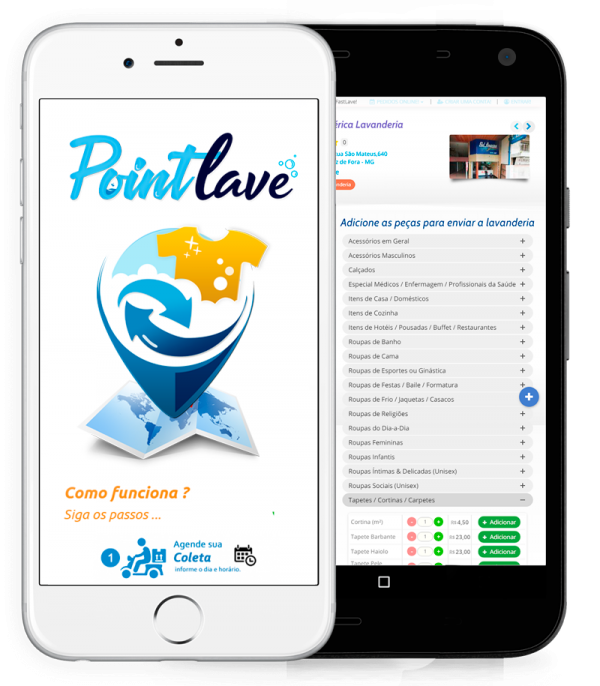 Pointlave
Como funciona ?
Siga os passos ...
1
Agende sua
Coleta
informe o dia e horário.
érica Lavanderia
0
ua São Mateus,640
z de Fora - MG
Adicione as peças para enviar a lavanderia
Acessórios em Geral +
Acessórios Masculinos +
Calçados +
Especial Médicos / Enfermagem / Profissionais da Saúde +
Itens de Casa / Domésticos +
Itens de Cozinha +
Itens de Hotéis / Pousadas / Buffet / Restaurantes +
Roupas de Banho +
Roupas de Cama +
Roupas de Esportes ou Ginástica +
Roupas de Festas / Baile / Formatura +
Roupas de Frio / Jaquetas / Casacos +
Roupas de Religiões +
Roupas do Dia-a-Dia +
Roupas Femininas +
Roupas Infantis +
Roupas Íntimas & Delicadas (Unisex) +
Roupas Sociais (Unisex) +
Tapetes / Cortinas / Carpetes −
Cortina (m²) - 1 + R$ 4,50 + Adicionar
Tapete Barbante - 1 + R$ 23,00 + Adicionar
Tapete Haiolo - 1 + R$ 23,00 + Adicionar